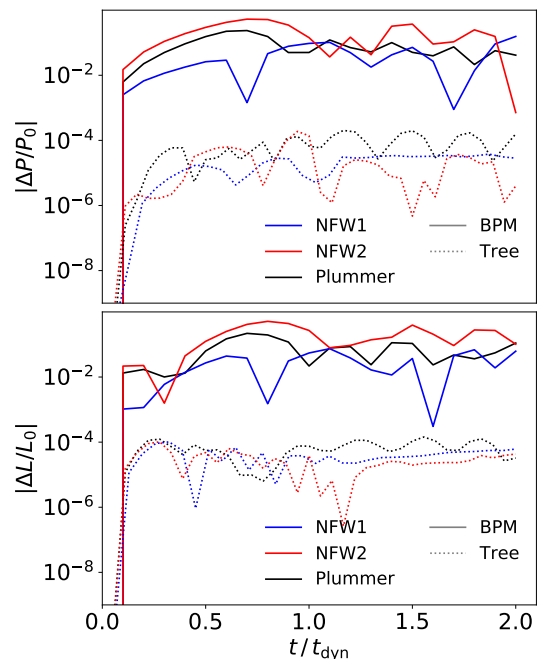 |ΔP/P₀|
10⁻²
10⁻⁴
10⁻⁶
10⁻⁸
NFW1
NFW2
Plummer
BPM
Tree
|ΔL/L₀|
10⁻²
10⁻⁴
10⁻⁶
10⁻⁸
NFW1
NFW2
Plummer
BPM
Tree
0.0 0.5 1.0 1.5 2.0
t / t_dyn